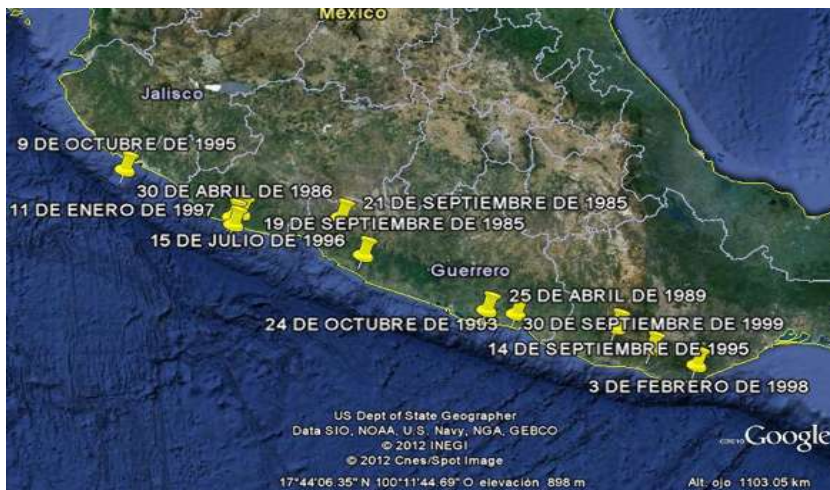 México
Jalisco
9 DE OCTUBRE DE 1995
30 DE ABRIL DE 1986
21 DE SEPTIEMBRE DE 1985
11 DE ENERO DE 1997
19 DE SEPTIEMBRE DE 1985
15 DE JULIO DE 1996
Guerrero
25 DE ABRIL DE 1989
24 DE OCTUBRE DE 1993
30 DE SEPTIEMBRE DE 1999
14 DE SEPTIEMBRE DE 1995
3 DE FEBRERO DE 1998
US Dept of State Geographer
Data SIO, NOAA, U.S. Navy, NGA, GEBCO
© 2012 INEGI
© 2012 Cnes/Spot Image
©2010 Google
17°44'06.35" N 100°11'44.69" O elevación 898 m
Alt. ojo 1103.05 km